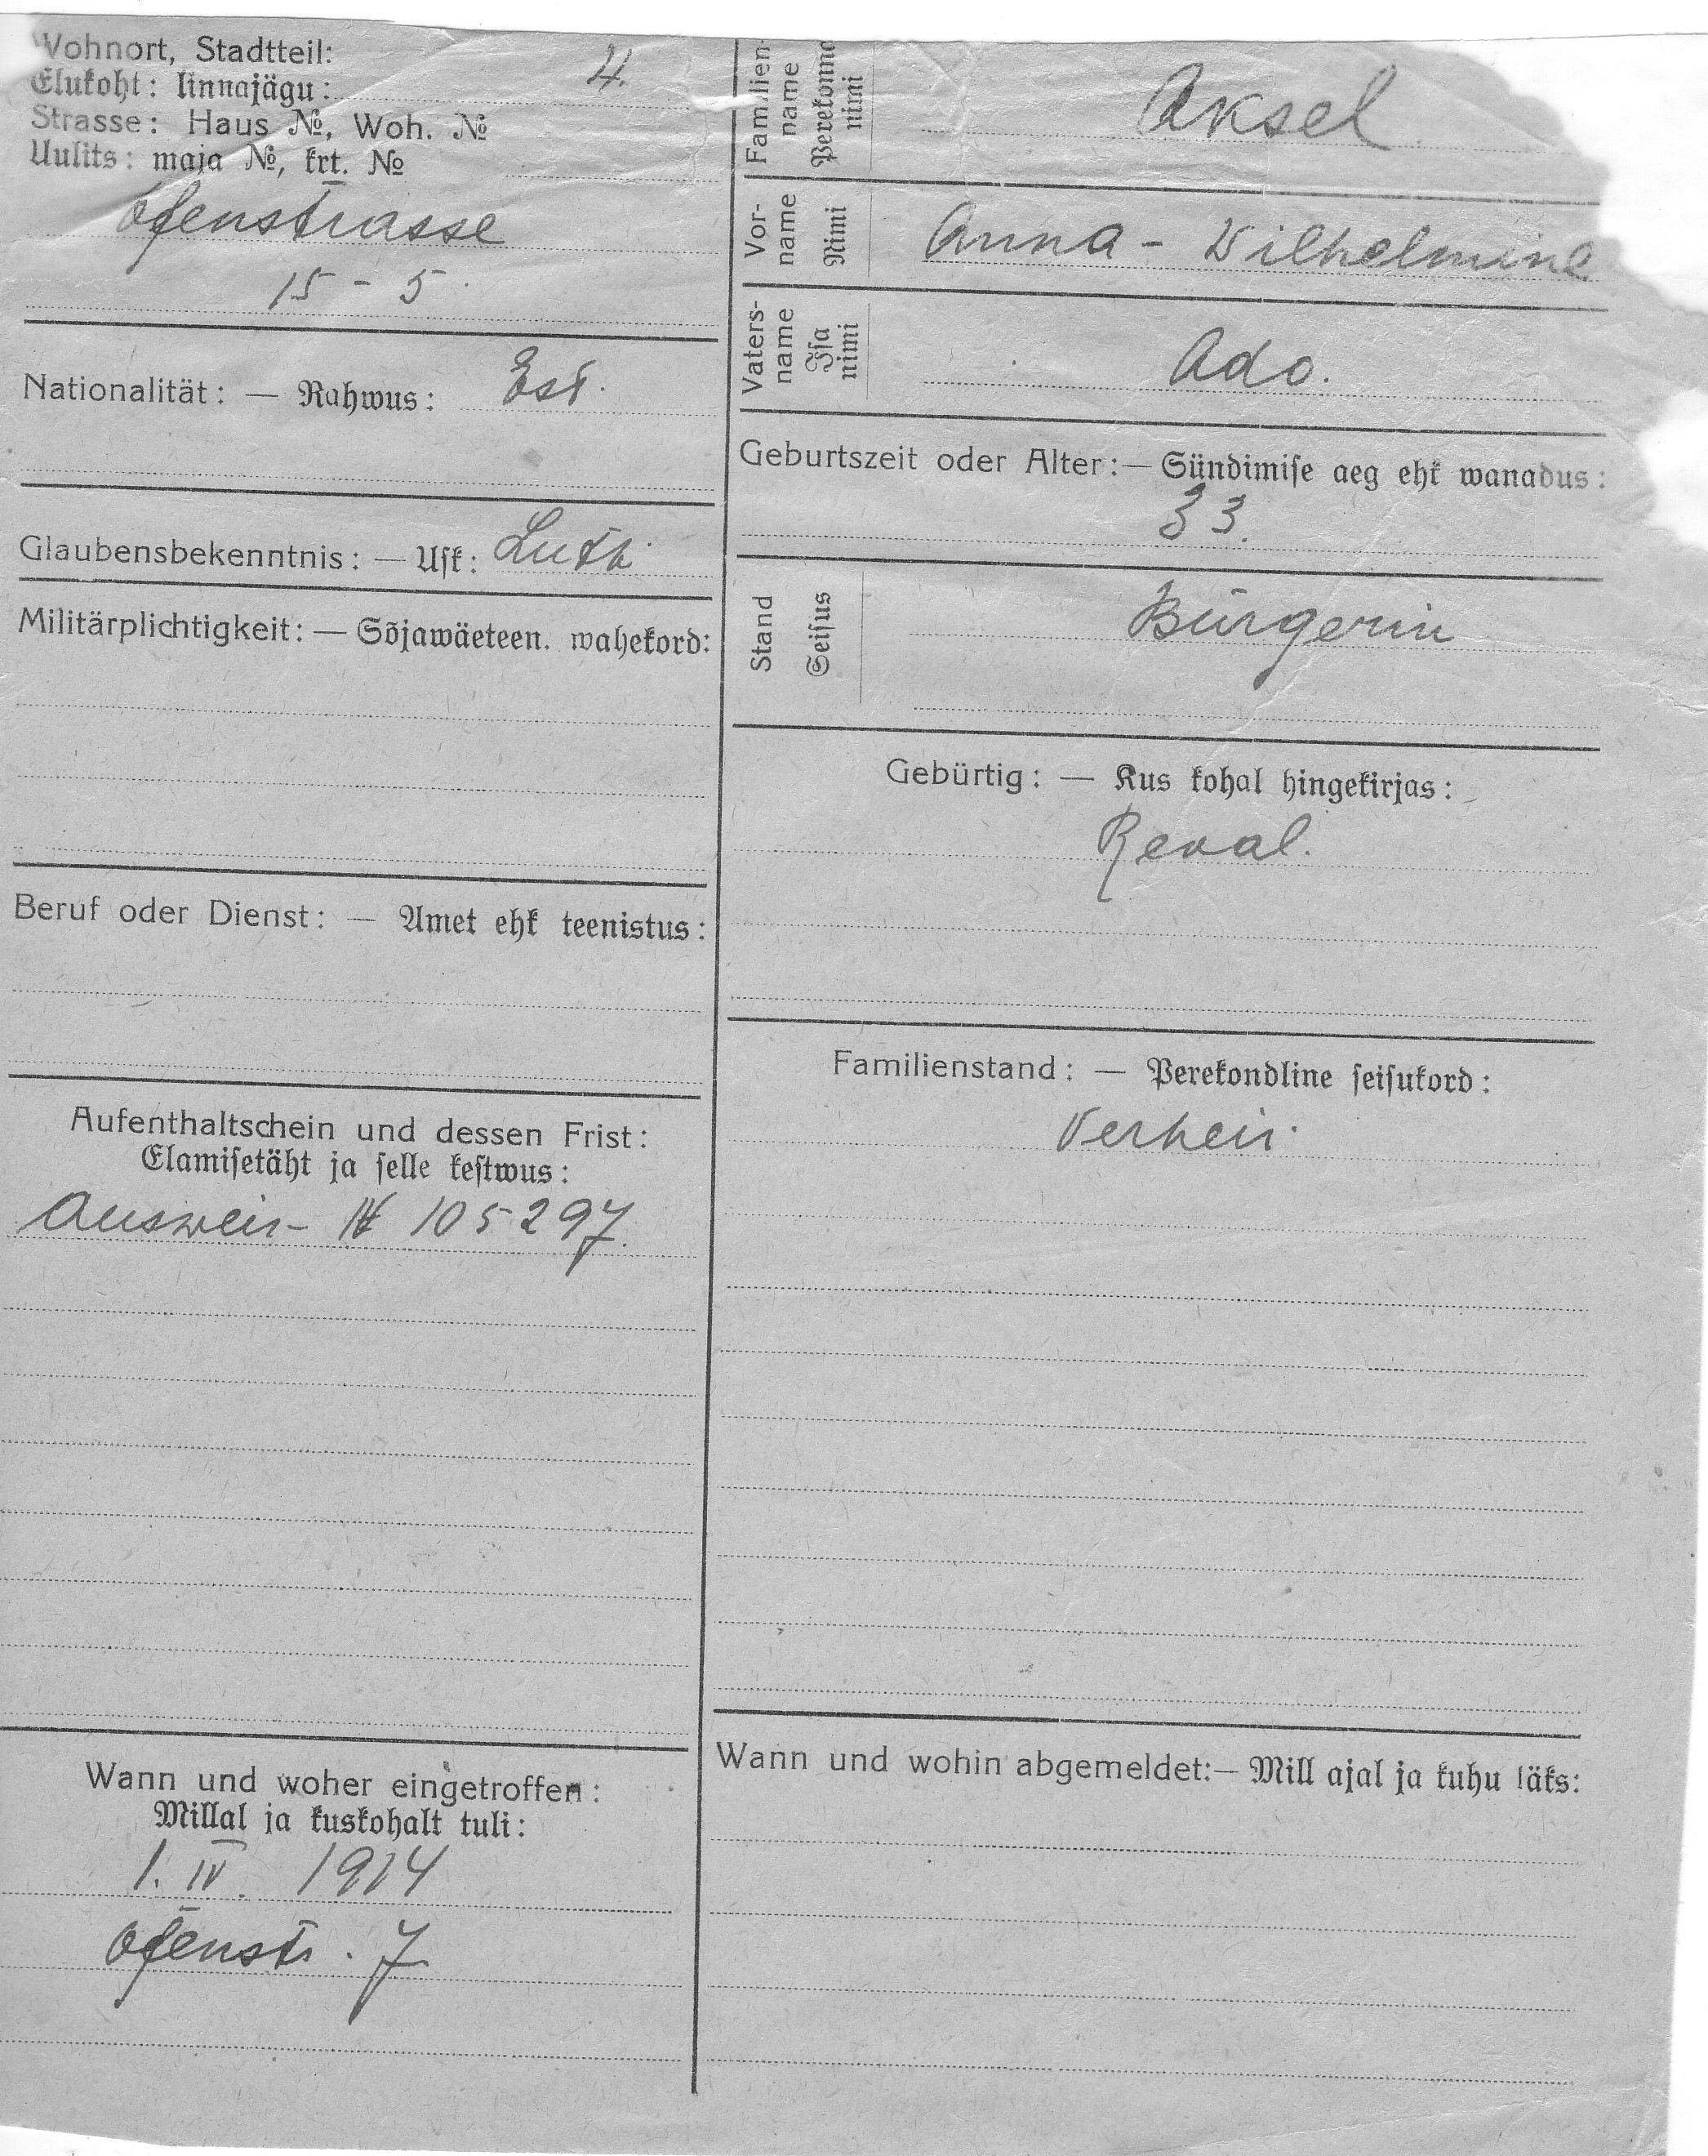 Wohnort, Stadtteil:
Elukoht: linnajägu: 4.
Strasse: Haus №, Woh. №
Uulits: maja №, krt. №
Ofenstrasse
15 - 5
Nationalität: — Rahwus: Est.
Glaubensbekenntnis: — Usk: Luth.
Militärplichtigkeit: — Sõjawäeteen. wahekord:
Beruf oder Dienst: — Amet ehk teenistus:
Aufenthaltschein und dessen Frist:
Elamisetäht ja selle kestwus:
Ausweis № 105297.
Wann und woher eingetroffen:
Millal ja kuskohalt tuli:
1. IV. 1914
Ofenstr. 7
Familien-
name
Perekonna
nimi
Aksel
Vor-
name
Nimi
Anna - Wilhelmine
Vaters-
name
Isa
nimi
Ado.
Geburtszeit oder Alter: — Sündimise aeg ehk wanadus:
33.
Stand
Seisus
Bürgerin
Gebürtig: — Kus kohal hingekirjas:
Reval.
Familienstand: — Perekondline seisukord:
Verheir.
Wann und wohin abgemeldet: — Mill ajal ja kuhu läks: